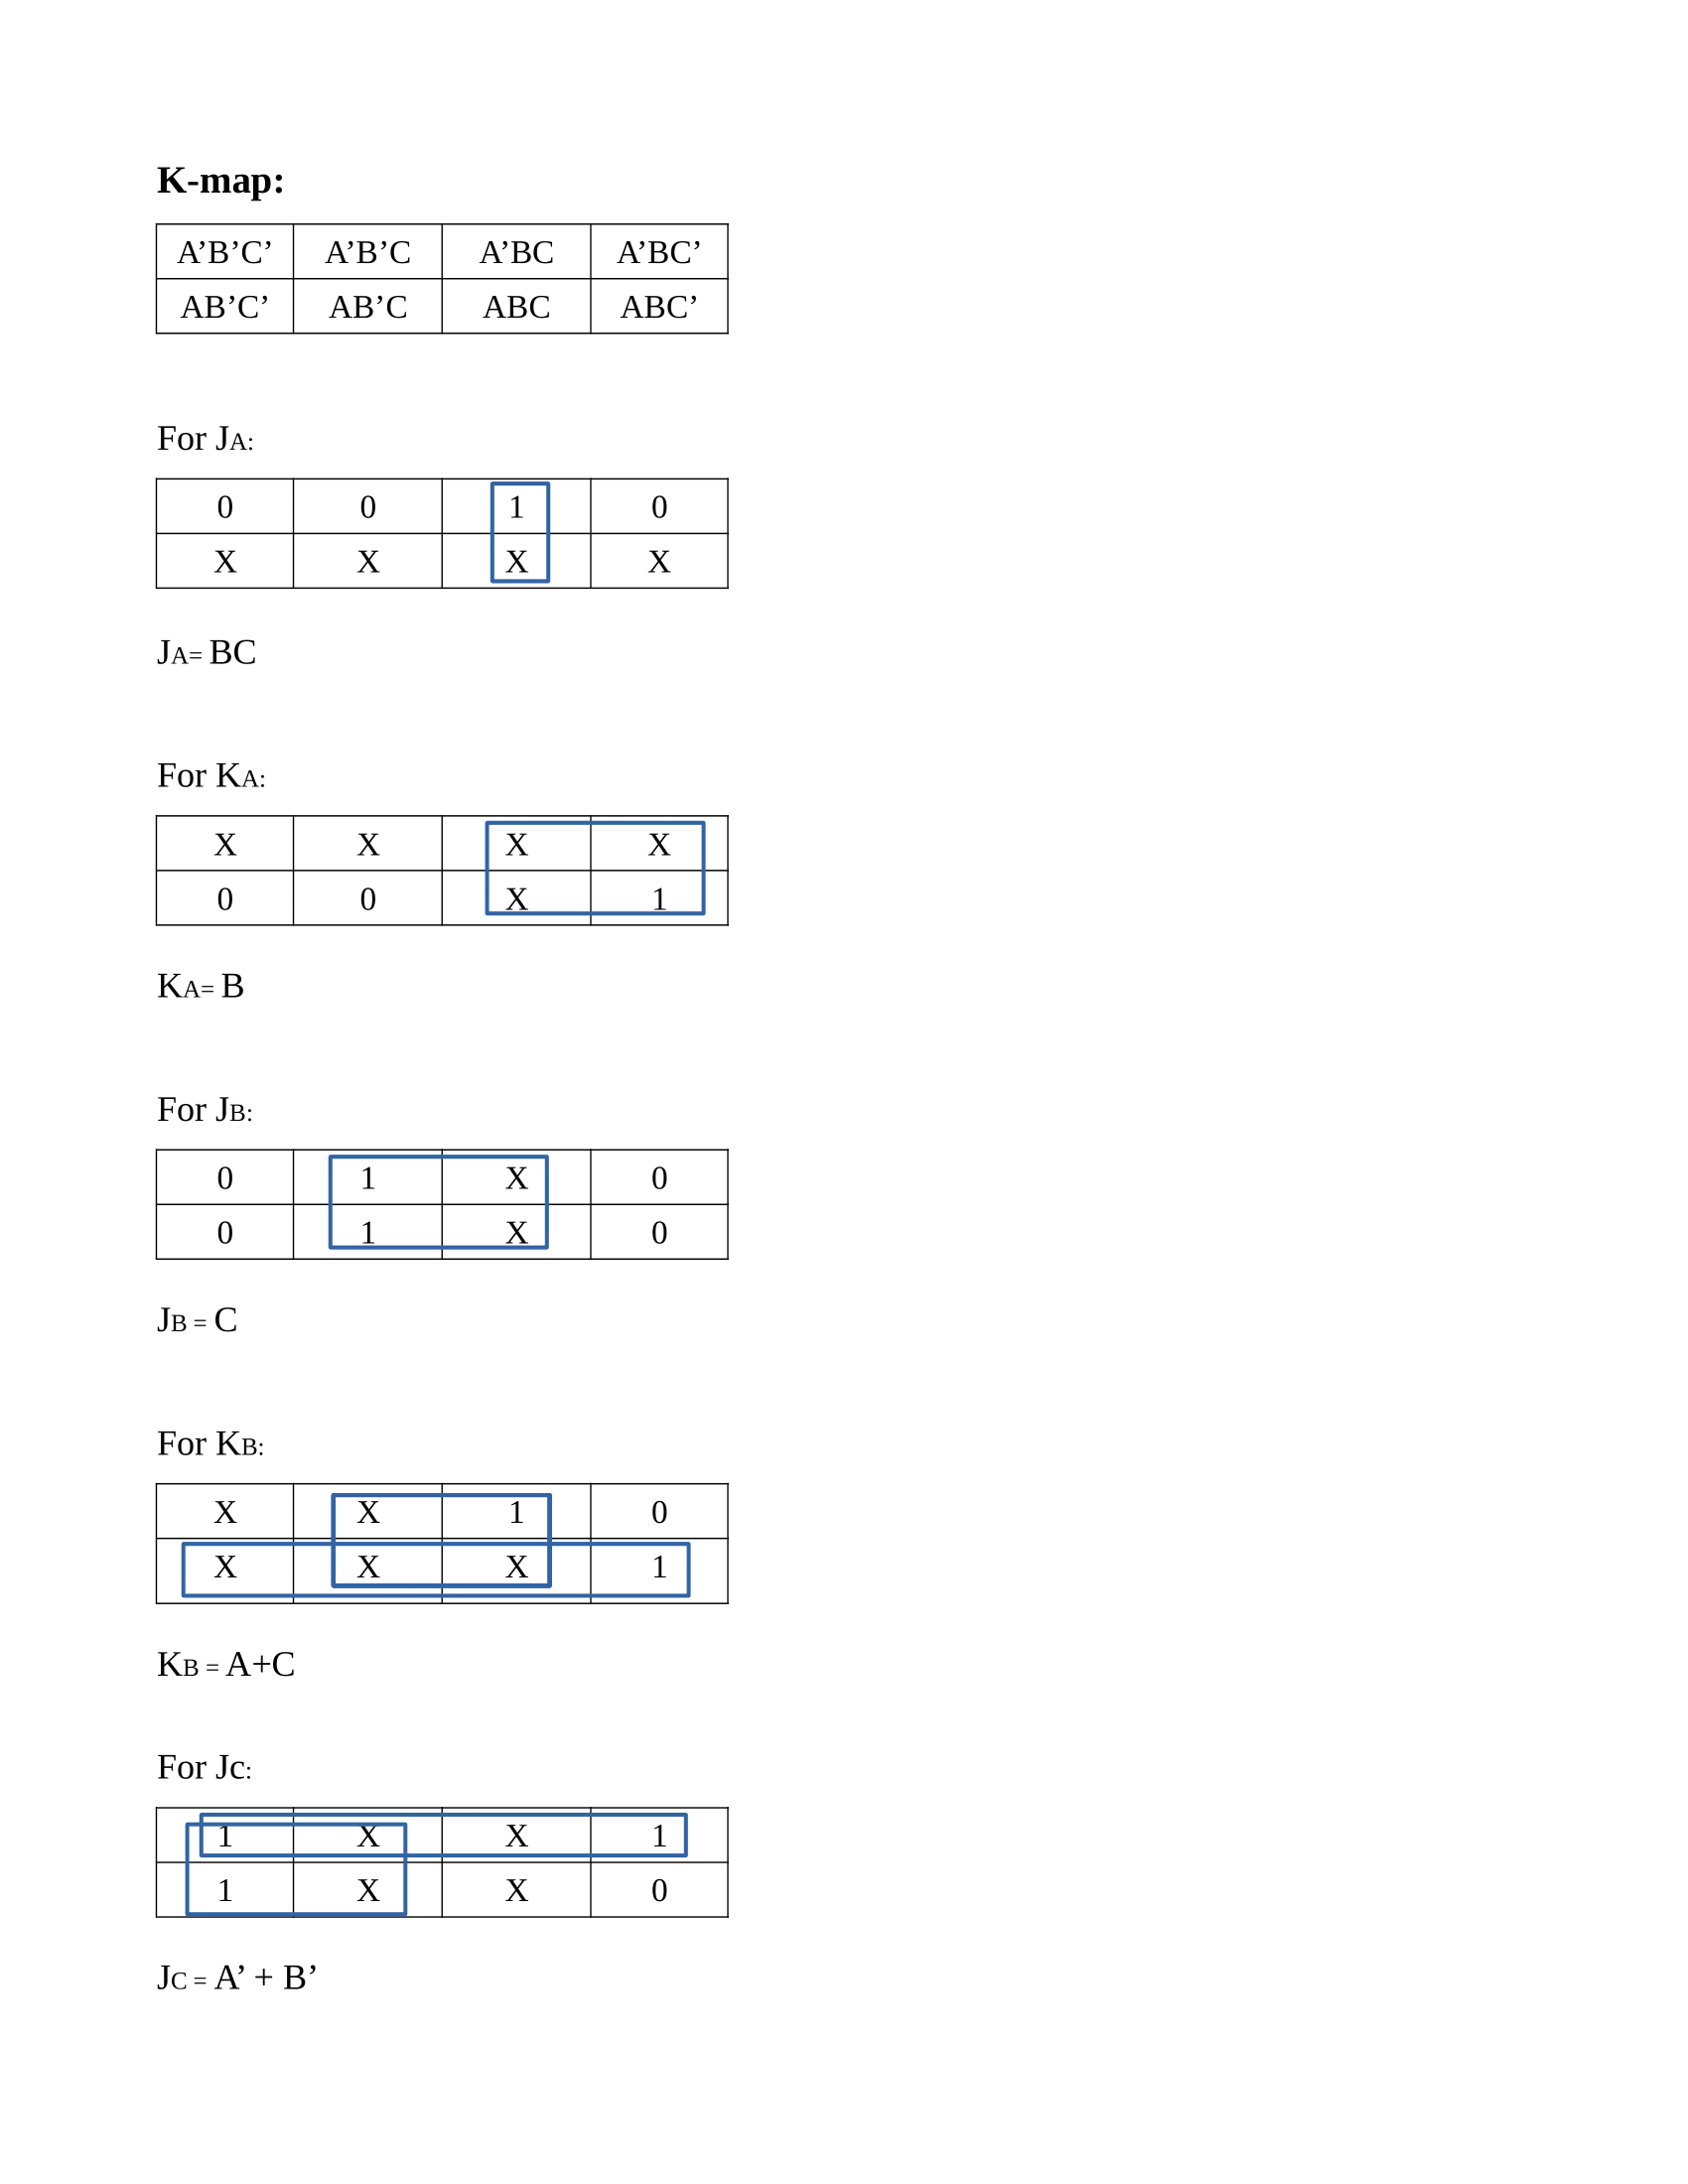 K-map:
A’B’C’ A’B’C A’BC A’BC’
AB’C’ AB’C ABC ABC’
For JA:
0 0 1 0
X X X X
JA= BC
For KA:
X X X X
0 0 X 1
KA= B
For JB:
0 1 X 0
0 1 X 0
JB = C
For KB:
X X 1 0
X X X 1
KB = A+C
For Jc:
1 X X 1
1 X X 0
JC = A’ + B’